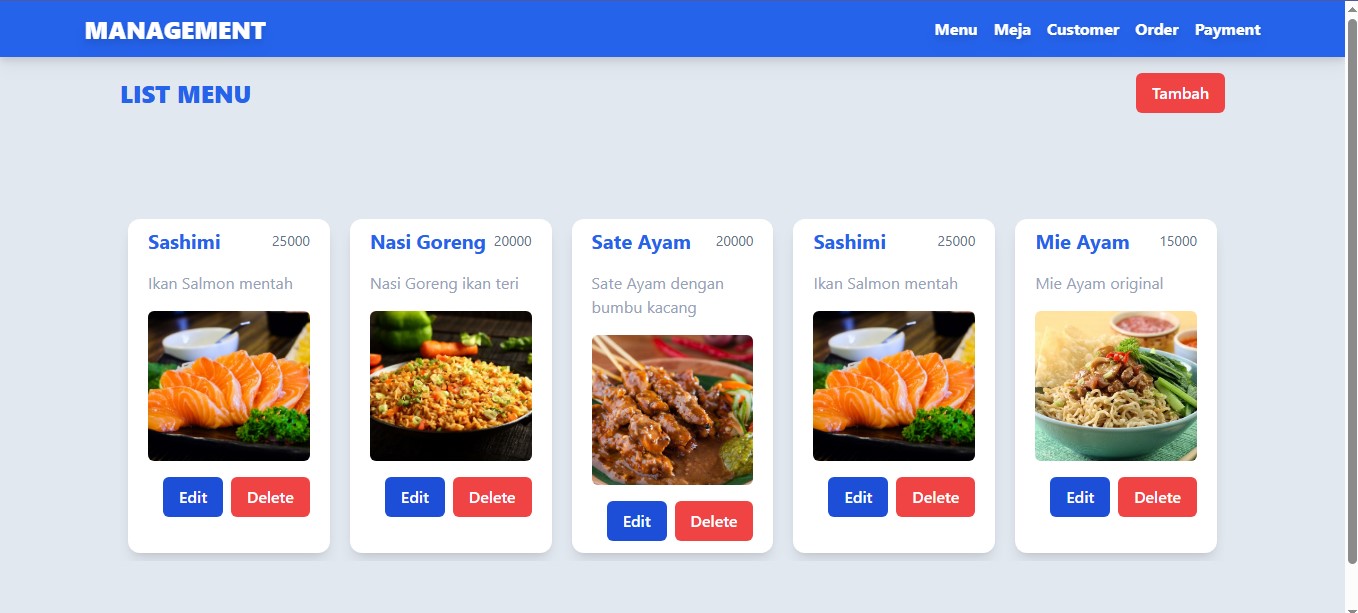 MANAGEMENT
Menu Meja Customer Order Payment
LIST MENU
Tambah
Sashimi 25000
Ikan Salmon mentah
Edit Delete
Nasi Goreng 20000
Nasi Goreng ikan teri
Edit Delete
Sate Ayam 20000
Sate Ayam dengan
bumbu kacang
Edit Delete
Sashimi 25000
Ikan Salmon mentah
Edit Delete
Mie Ayam 15000
Mie Ayam original
Edit Delete